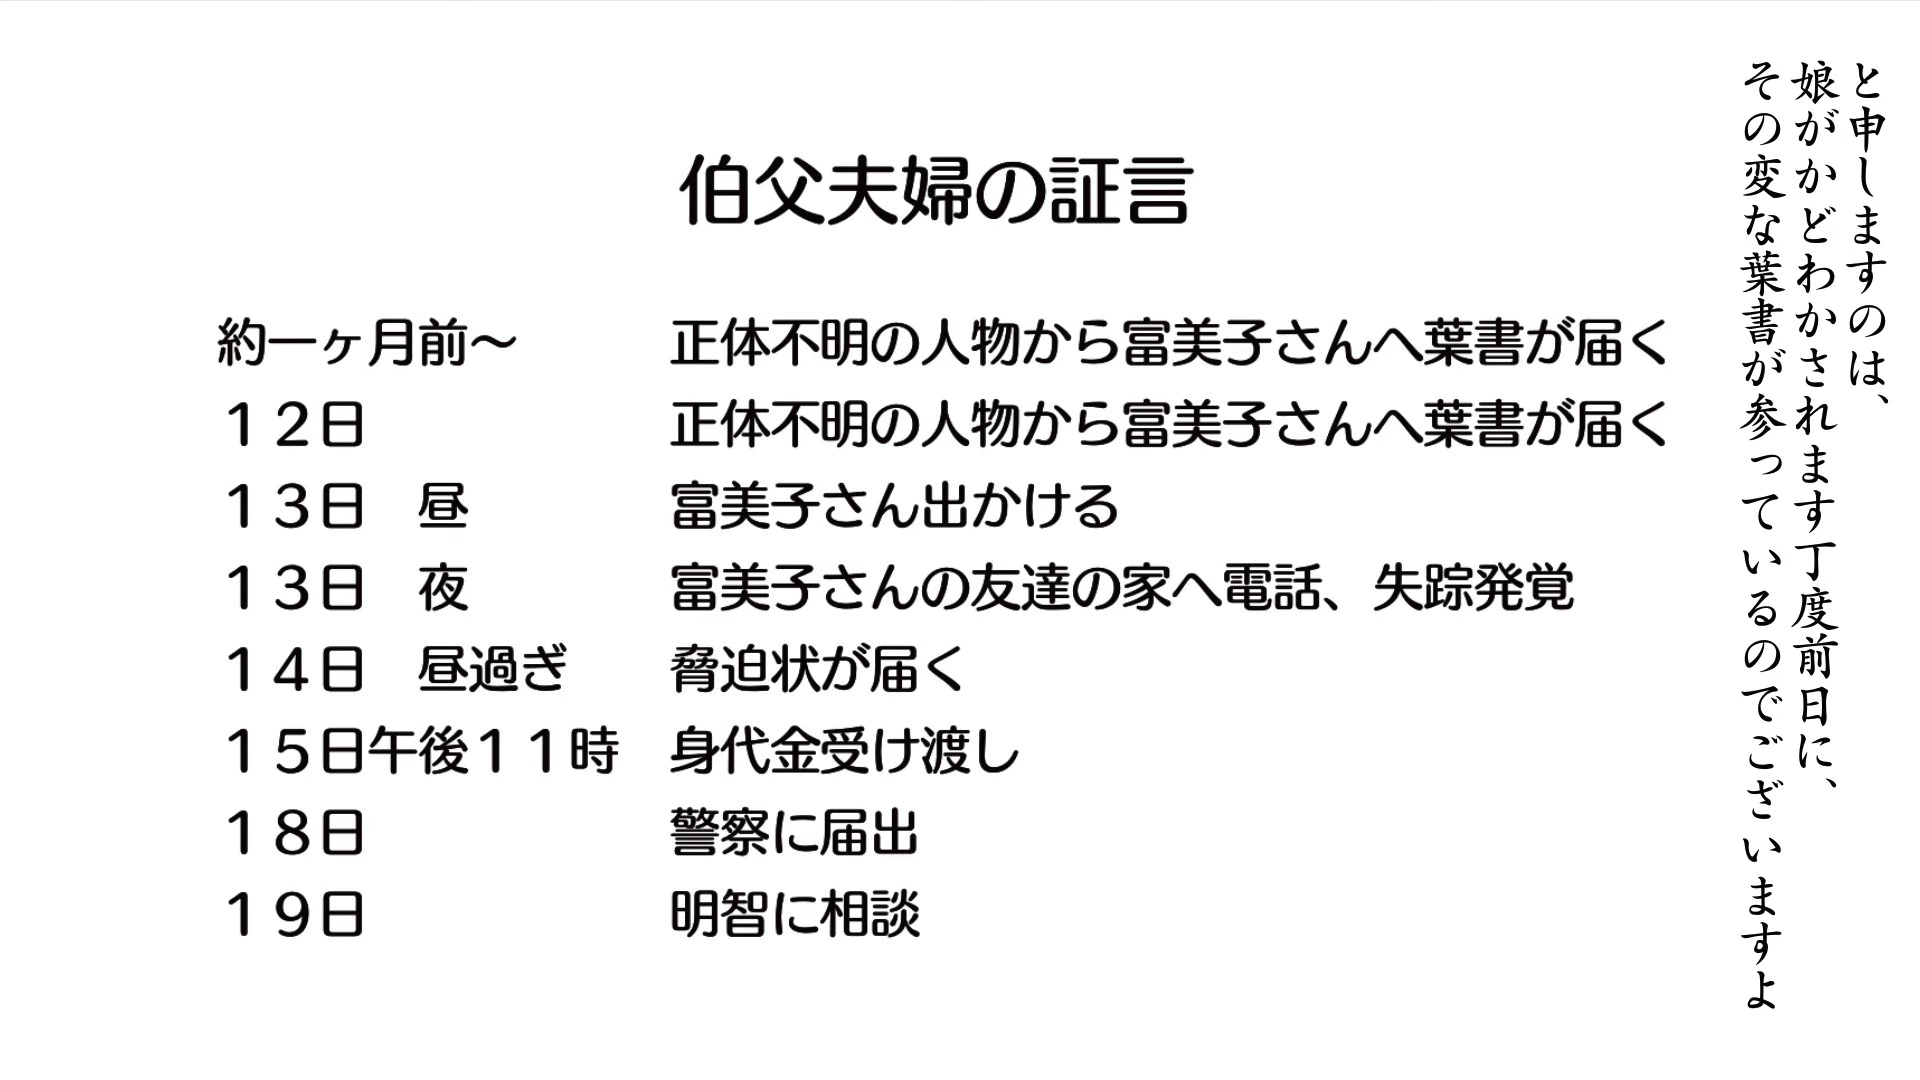 伯父夫婦の証言
約一ヶ月前〜　正体不明の人物から富美子さんへ葉書が届く
１２日　正体不明の人物から富美子さんへ葉書が届く
１３日　昼　富美子さん出かける
１３日　夜　富美子さんの友達の家へ電話、失踪発覚
１４日　昼過ぎ　脅迫状が届く
１５日午後１１時　身代金受け渡し
１８日　警察に届出
１９日　明智に相談
と申しますのは、
娘がかどわかされます丁度前日に、
その変な葉書が参っているのでございますよ